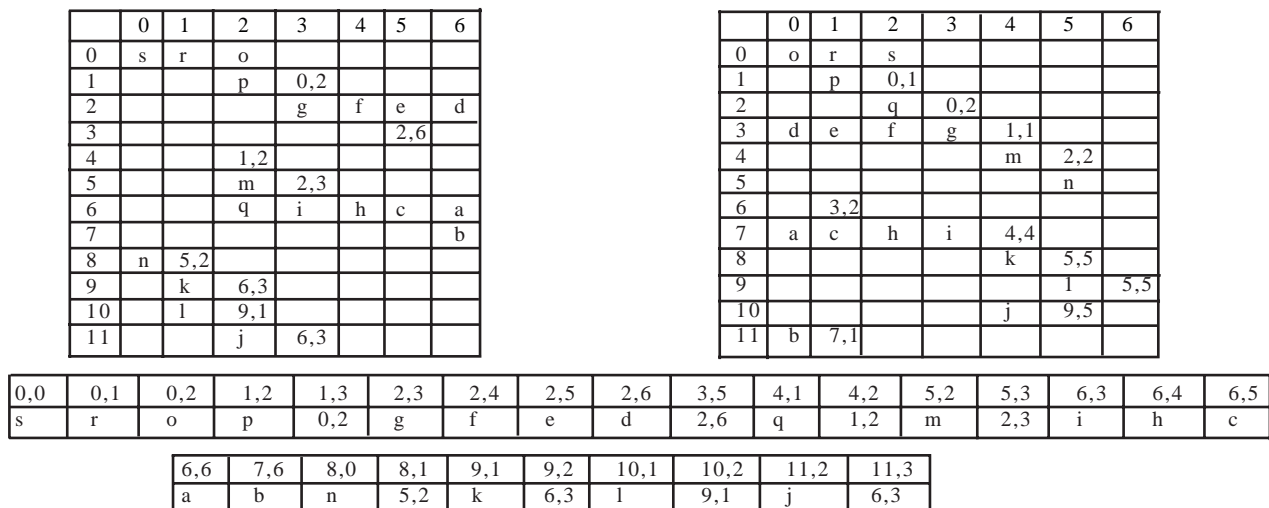 0 1 2 3 4 5 6
0 s r o
1 p 0,2
2 g f e d
3 2,6
4 1,2
5 m 2,3
6 q i h c a
7 b
8 n 5,2
9 k 6,3
10 l 9,1
11 j 6,3
0 1 2 3 4 5 6
0 o r s
1 p 0,1
2 q 0,2
3 d e f g 1,1
4 m 2,2
5 n
6 3,2
7 a c h i 4,4
8 k 5,5
9 l 5,5
10 j 9,5
11 b 7,1
0,0 0,1 0,2 1,2 1,3 2,3 2,4 2,5 2,6 3,5 4,1 4,2 5,2 5,3 6,3 6,4 6,5
s r o p 0,2 g f e d 2,6 q 1,2 m 2,3 i h c
6,6 7,6 8,0 8,1 9,1 9,2 10,1 10,2 11,2 11,3
a b n 5,2 k 6,3 l 9,1 j 6,3